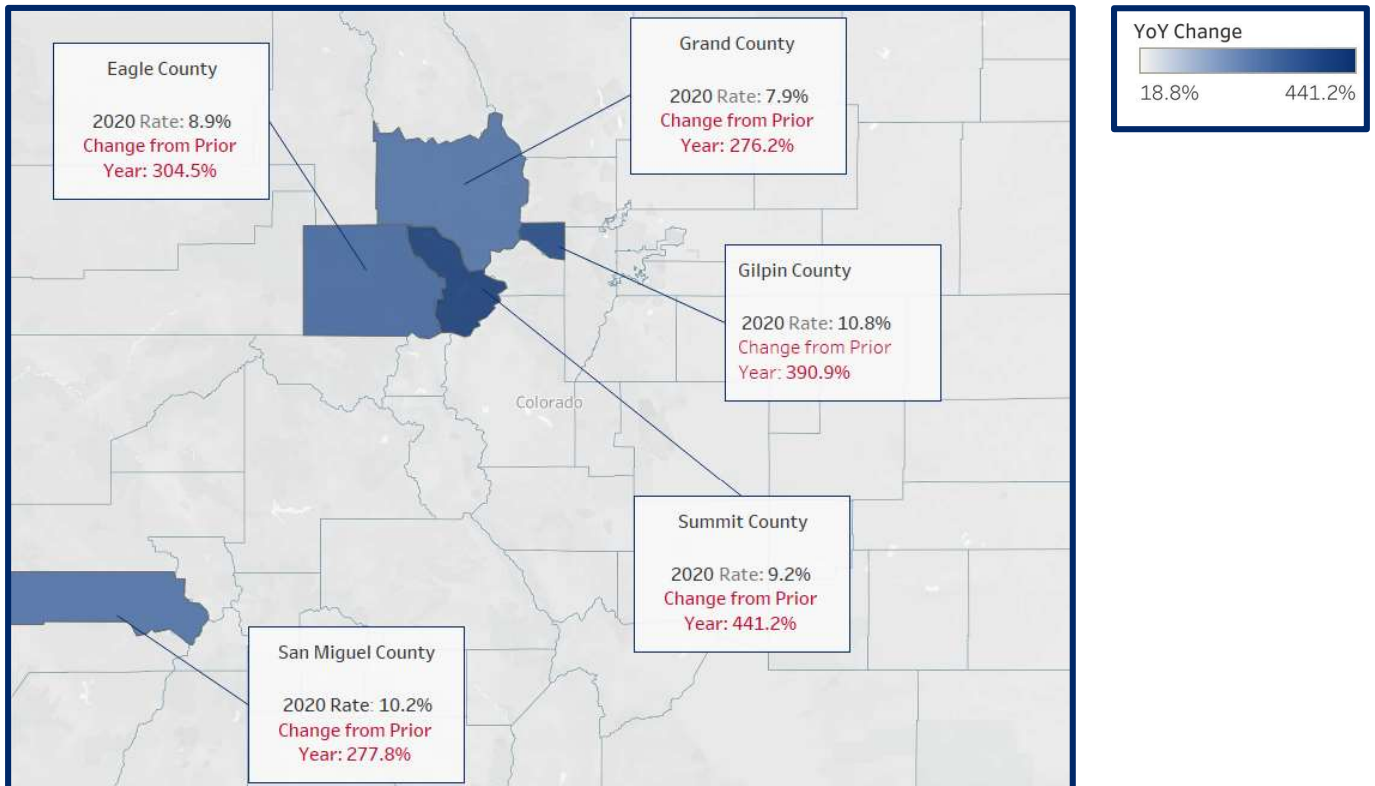 YoY Change
18.8% 441.2%
Grand County
2020 Rate: 7.9%
Change from Prior
Year: 276.2%
Eagle County
2020 Rate: 8.9%
Change from Prior
Year: 304.5%
Gilpin County
2020 Rate: 10.8%
Change from Prior
Year: 390.9%
Colorado
Summit County
2020 Rate: 9.2%
Change from Prior
Year: 441.2%
San Miguel County
2020 Rate: 10.2%
Change from Prior
Year: 277.8%